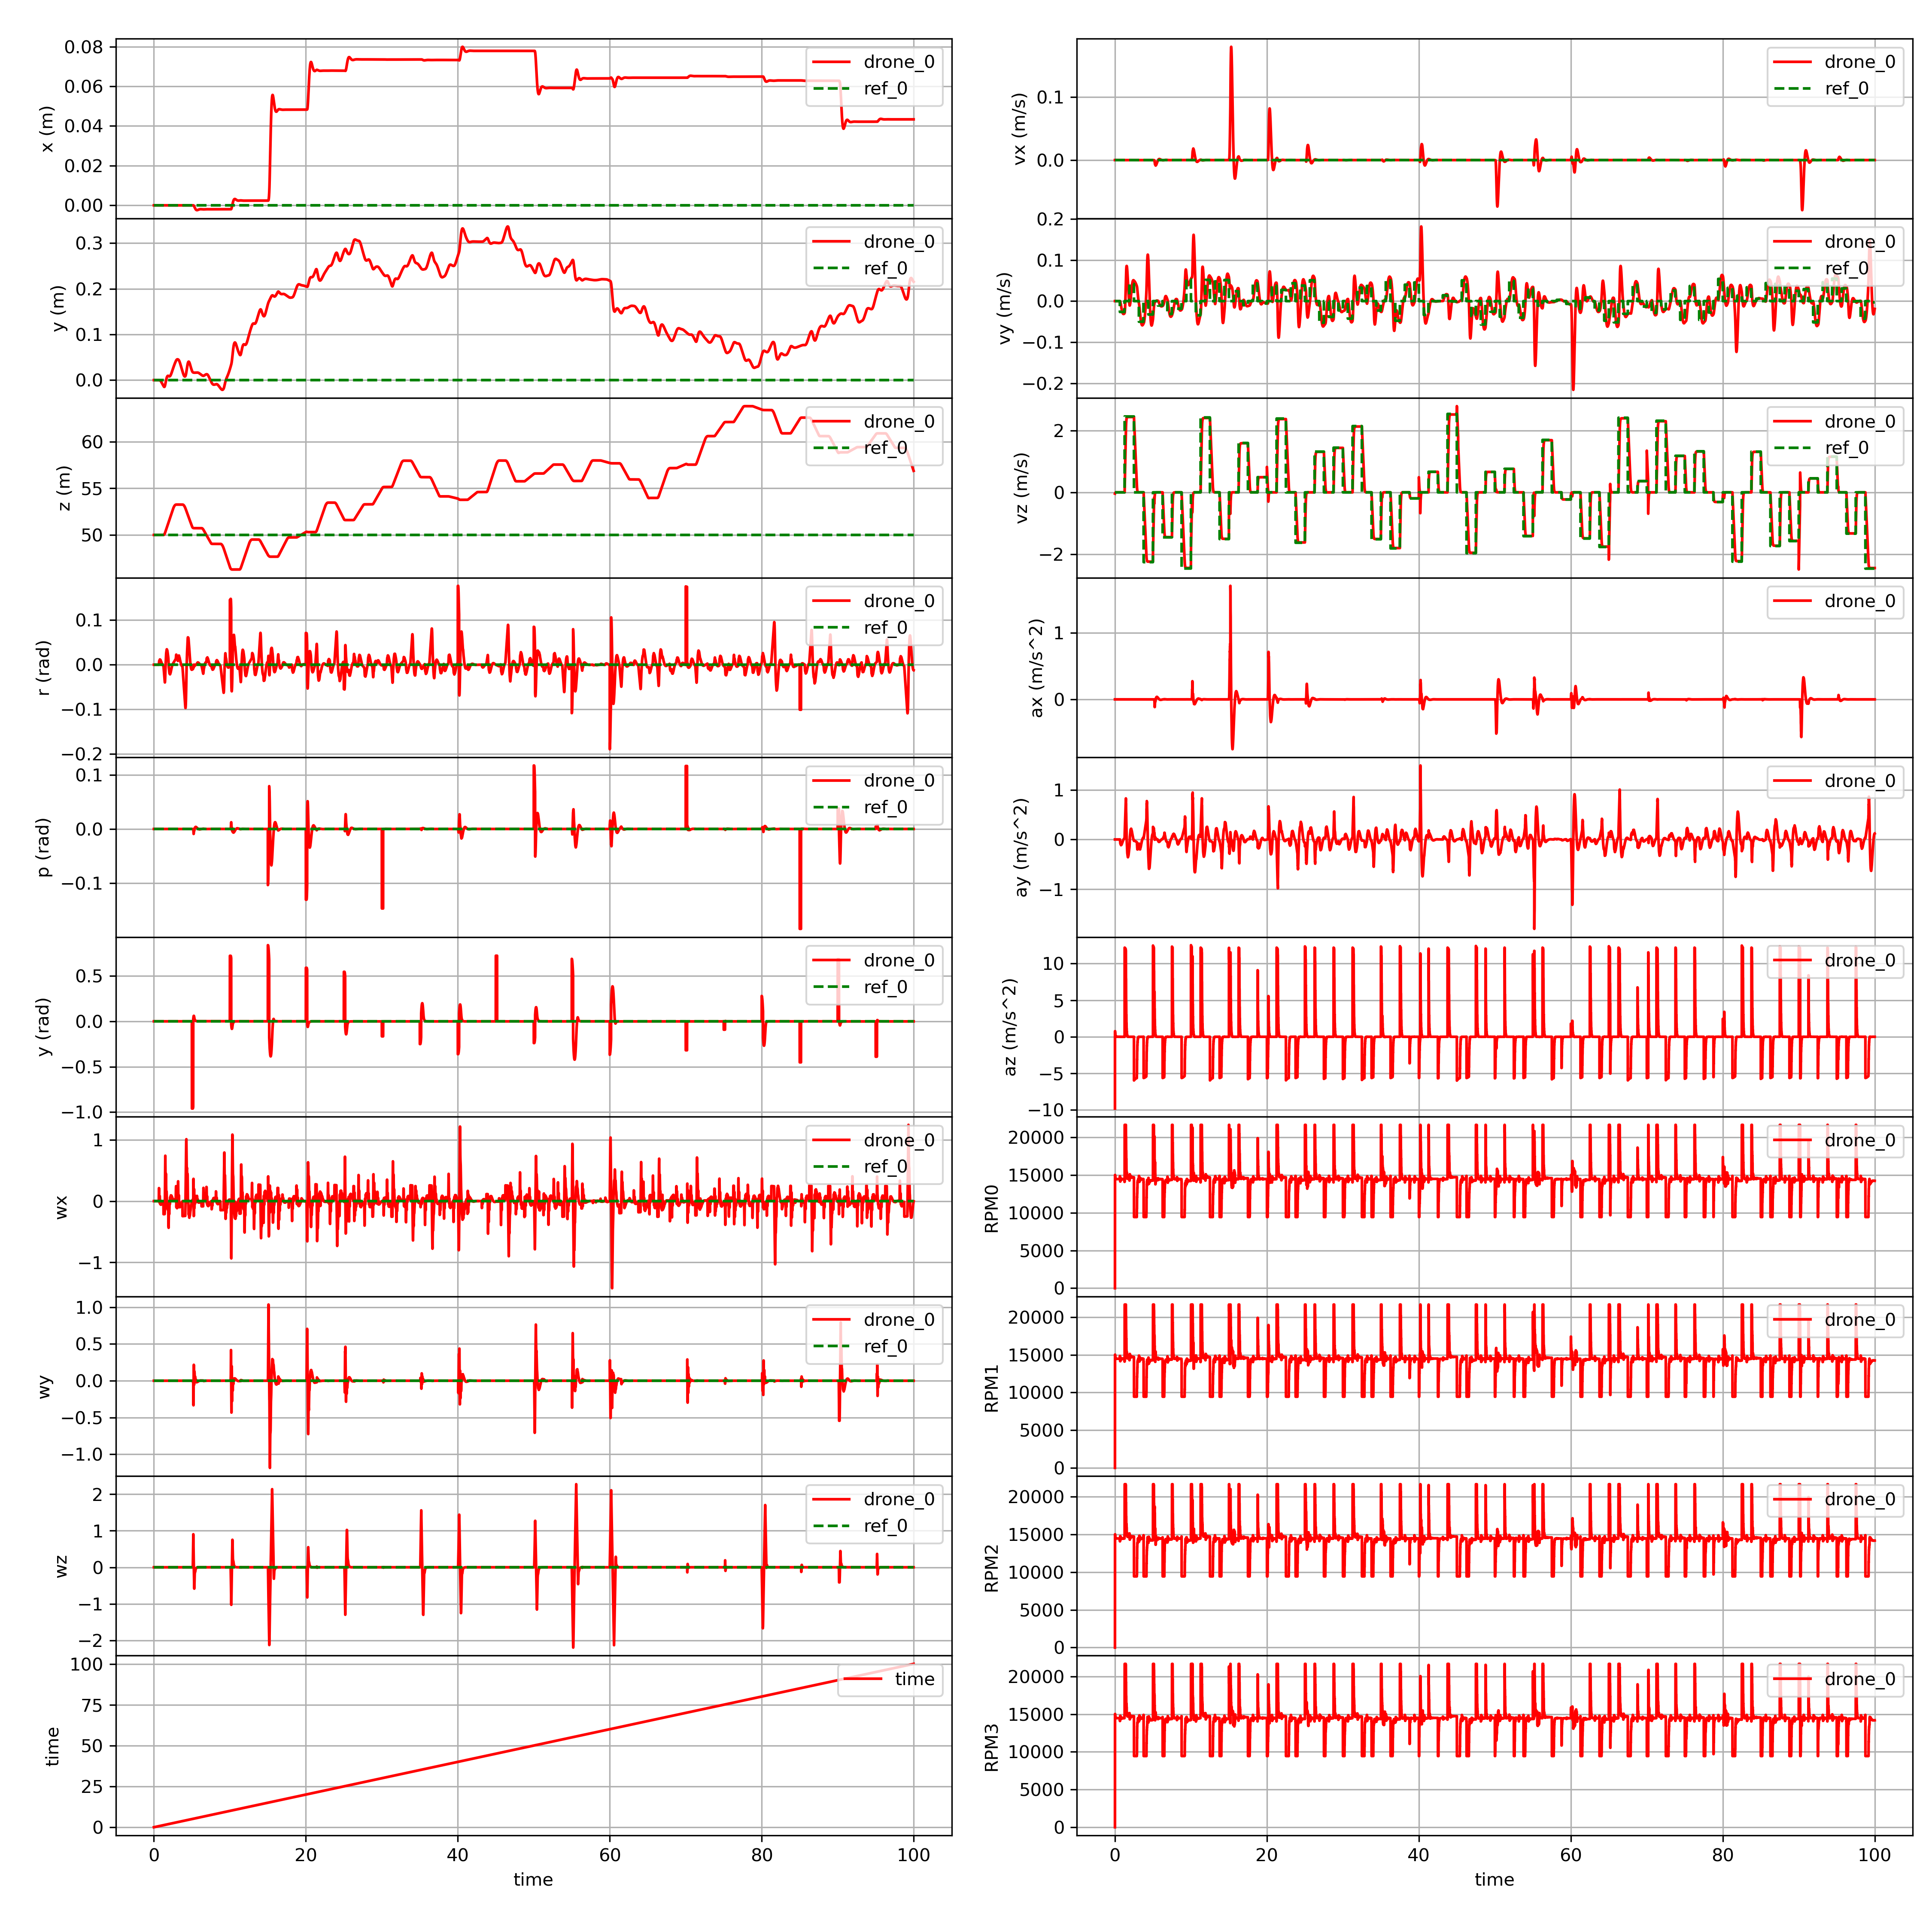 0.08
0.06
0.04
0.02
0.00
x (m)
drone_0
ref_0
0.3
0.2
0.1
0.0
y (m)
drone_0
ref_0
60
55
50
z (m)
drone_0
ref_0
0.1
0.0
−0.1
−0.2
r (rad)
drone_0
ref_0
0.1
0.0
−0.1
p (rad)
drone_0
ref_0
0.5
0.0
−0.5
−1.0
y (rad)
drone_0
ref_0
1
0
−1
wx
drone_0
ref_0
1.0
0.5
0.0
−0.5
−1.0
wy
drone_0
ref_0
2
1
0
−1
−2
wz
drone_0
ref_0
100
75
50
25
0
time
time
0 20 40 60 80 100
time
0.1
0.0
vx (m/s)
drone_0
ref_0
0.2
0.1
0.0
−0.1
−0.2
vy (m/s)
drone_0
ref_0
2
0
−2
vz (m/s)
drone_0
ref_0
1
0
ax (m/s^2)
drone_0
1
0
−1
ay (m/s^2)
drone_0
10
5
0
−5
−10
az (m/s^2)
drone_0
20000
15000
10000
5000
0
RPM0
drone_0
20000
15000
10000
5000
0
RPM1
drone_0
20000
15000
10000
5000
0
RPM2
drone_0
20000
15000
10000
5000
0
RPM3
drone_0
0 20 40 60 80 100
time